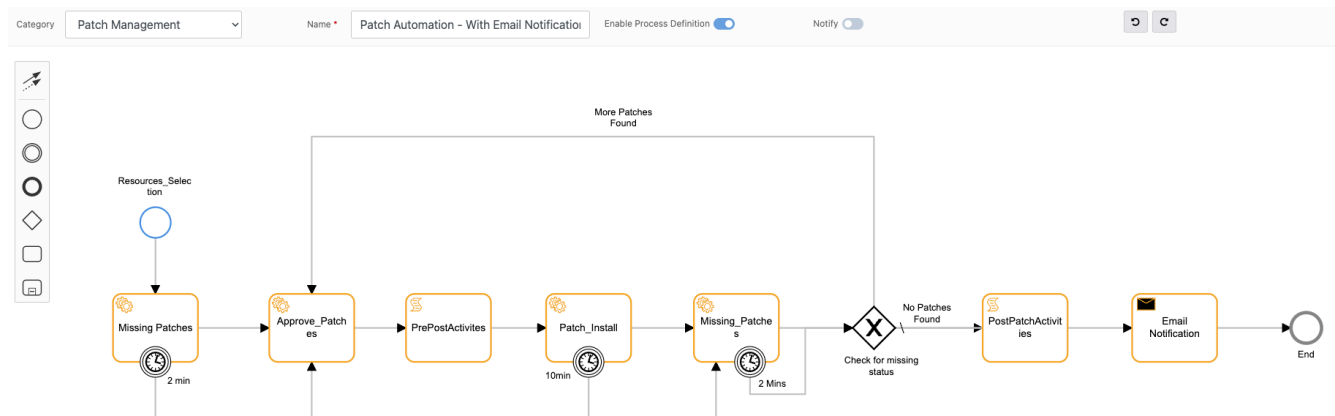 Category
Patch Management
Name *
Patch Automation - With Email Notification
Enable Process Definition
Notify
More Patches
Found
Resources_Selec
tion
Missing Patches
2 min
Approve_Patch
es
PrePostActivites
Patch_Install
10min
Missing_Patche
s
2 Mins
X
Check for missing
status
No Patches
Found
PostPatchActivit
ies
Email
Notification
End